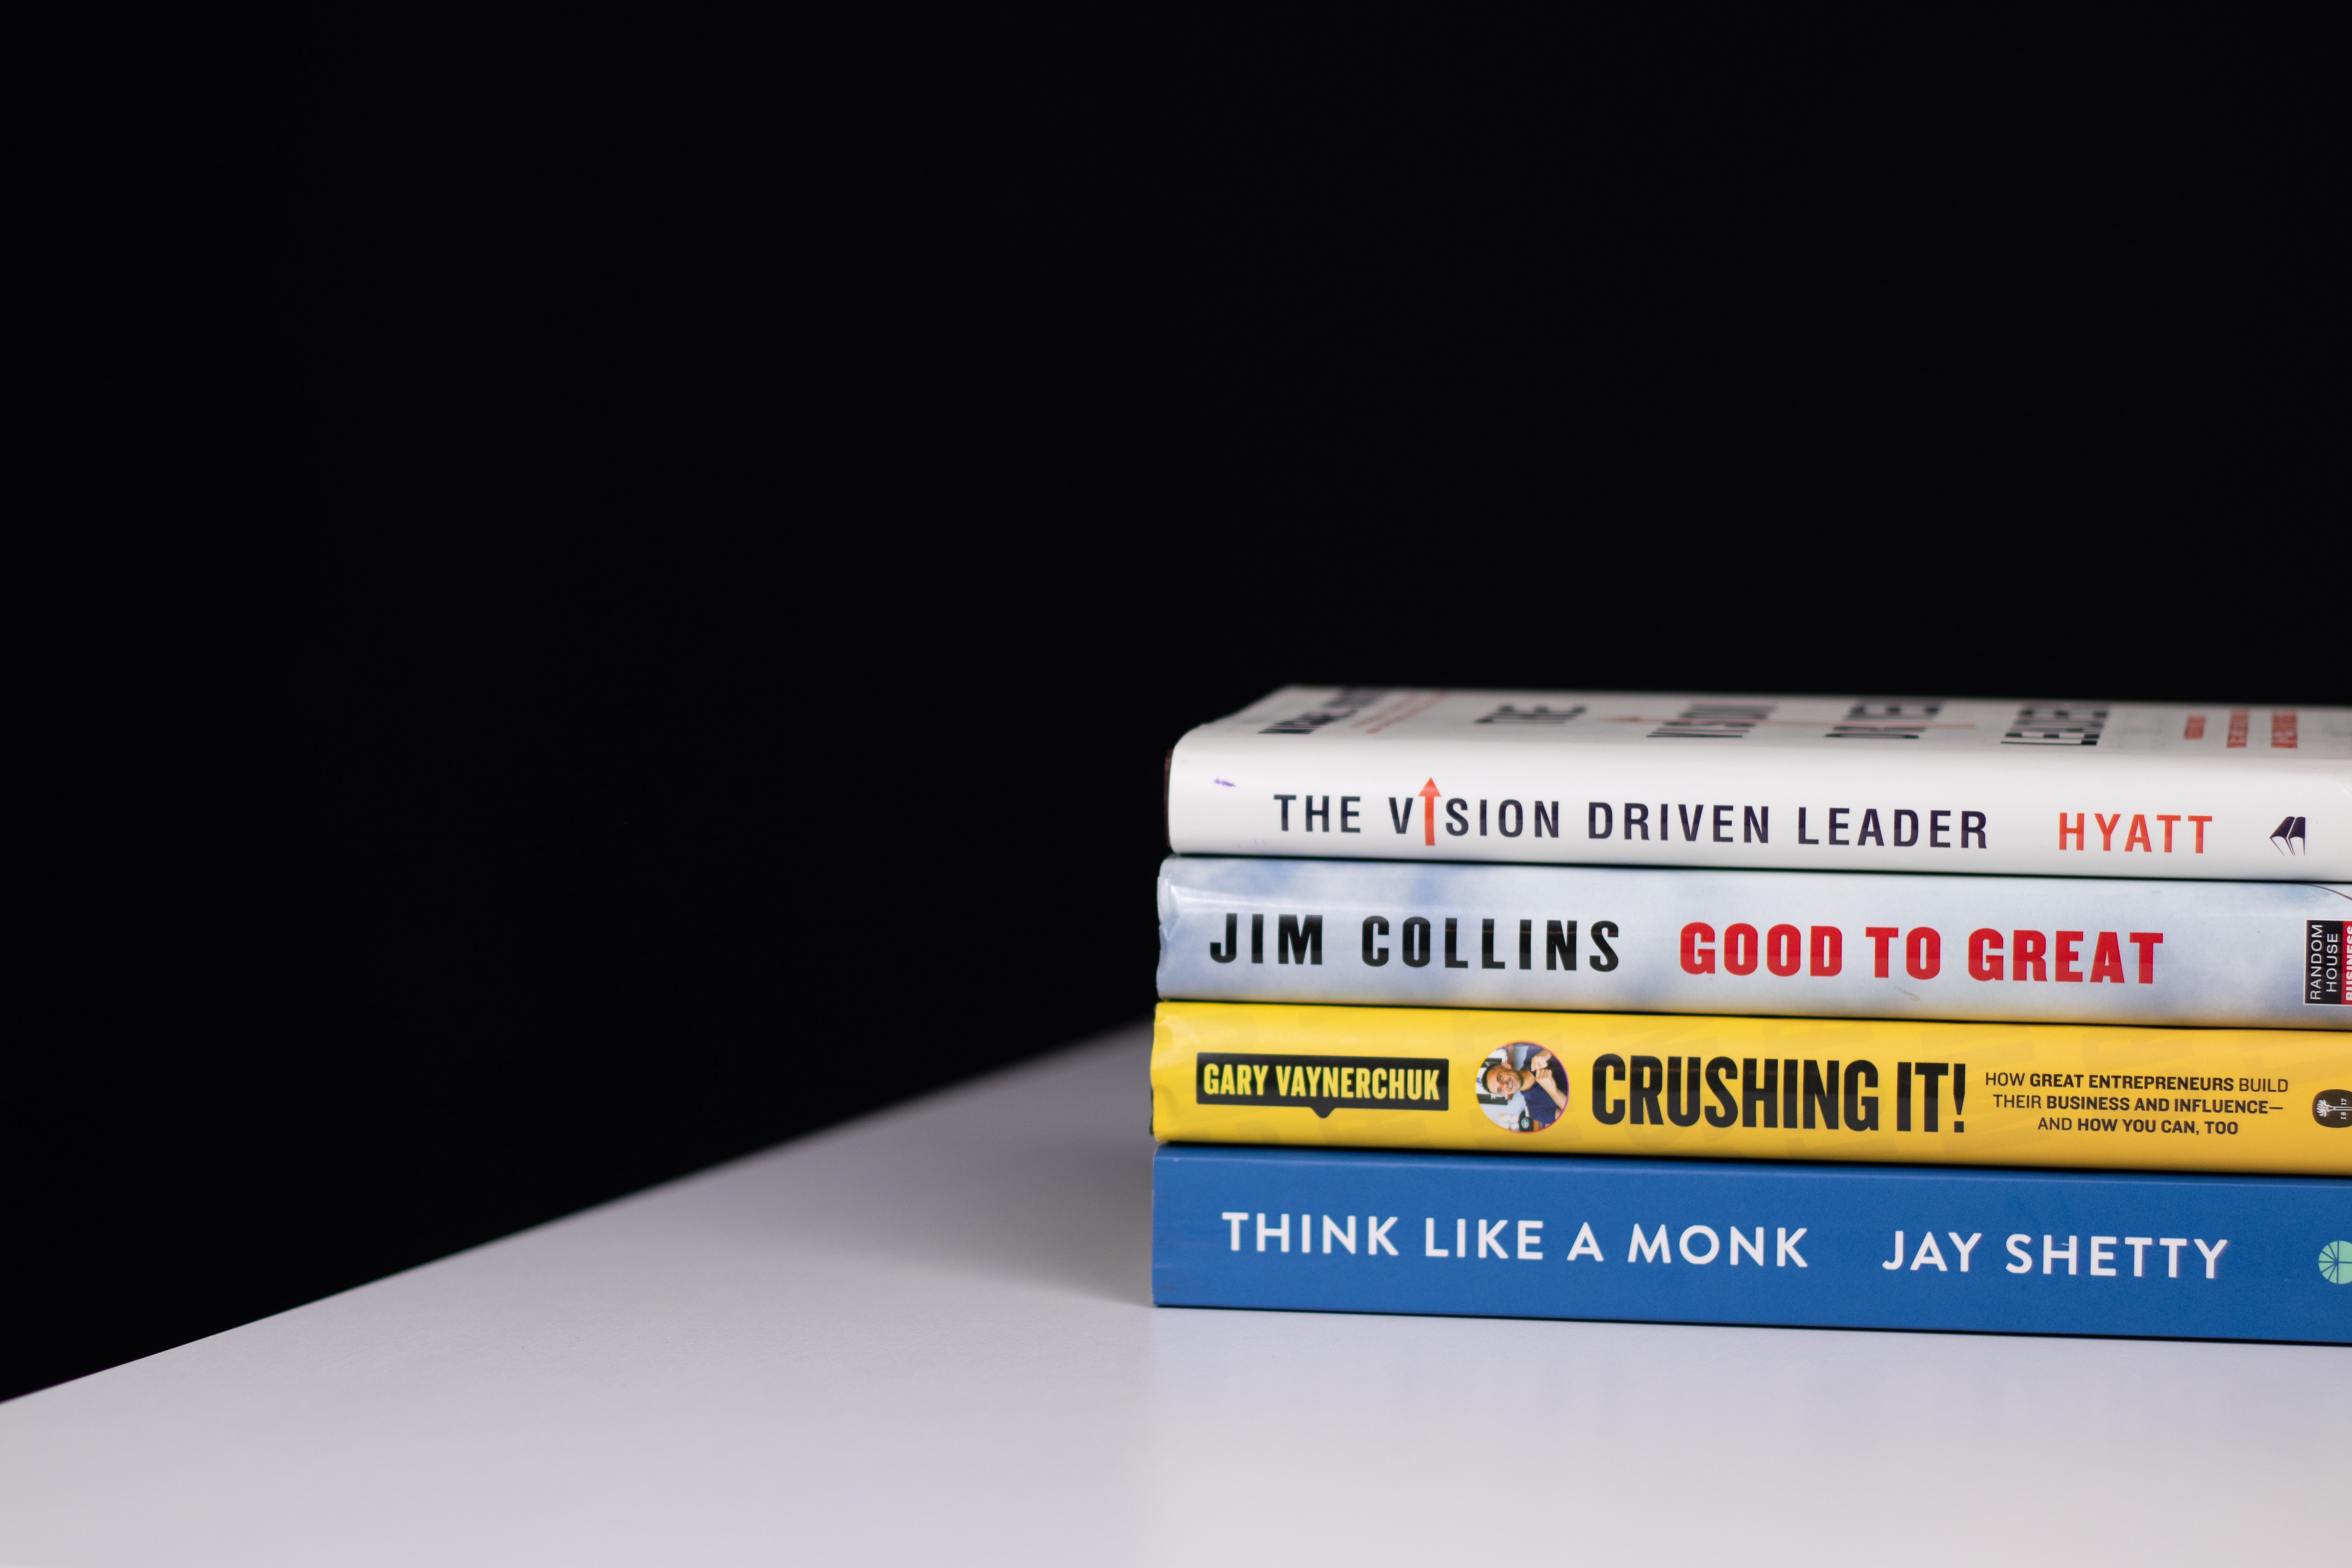 THE VISION DRIVEN LEADER HYATT
JIM COLLINS GOOD TO GREAT
RANDOM
HOUSE
BUSINESS
GARY VAYNERCHUK CRUSHING IT!
HOW GREAT ENTREPRENEURS BUILD
THEIR BUSINESS AND INFLUENCE—
AND HOW YOU CAN, TOO
THINK LIKE A MONK JAY SHETTY